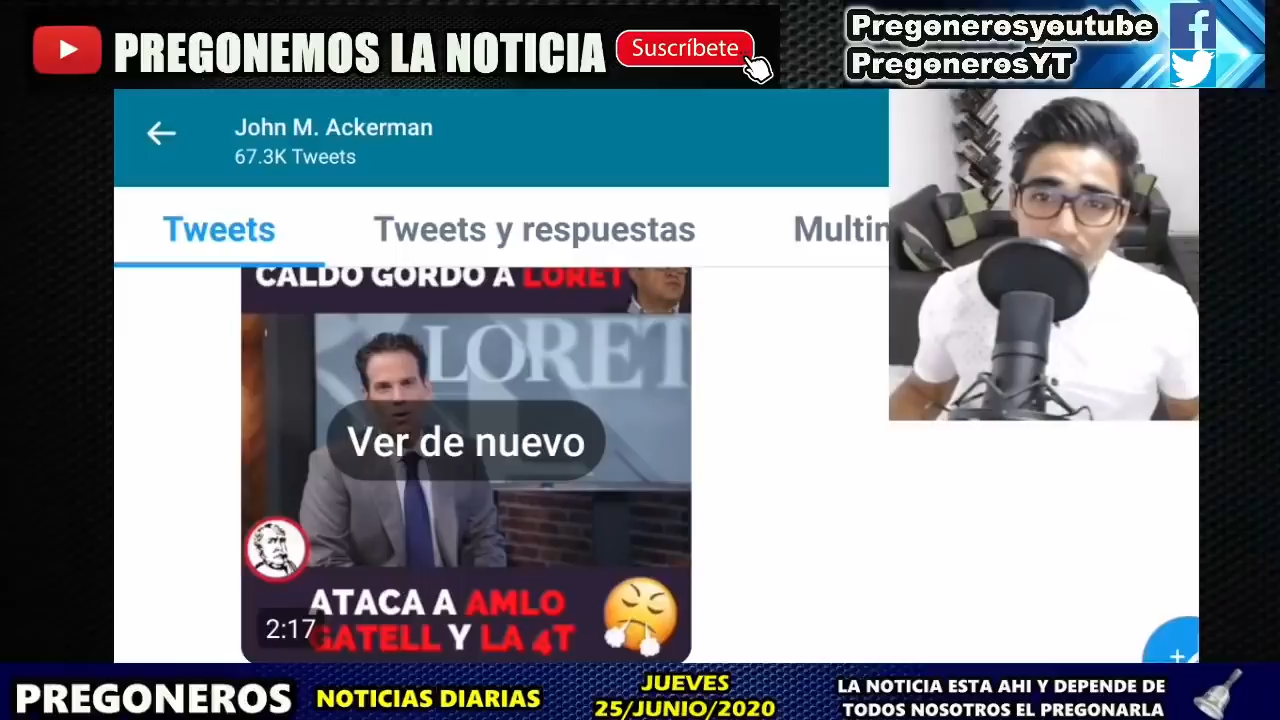 PREGONEMOS LA NOTICIA
Suscríbete
Pregonerosyoutube
PregonerosYT
John M. Ackerman
67.3K Tweets
Tweets
Tweets y respuestas
Multim
CALDO GORDO A LORET
LORET
Ver de nuevo
ATACA A AMLO
2:17
GATELL Y LA 4T
PREGONEROS
NOTICIAS DIARIAS
JUEVES
25/JUNIO/2020
LA NOTICIA ESTA AHI Y DEPENDE DE
TODOS NOSOTROS EL PREGONARLA